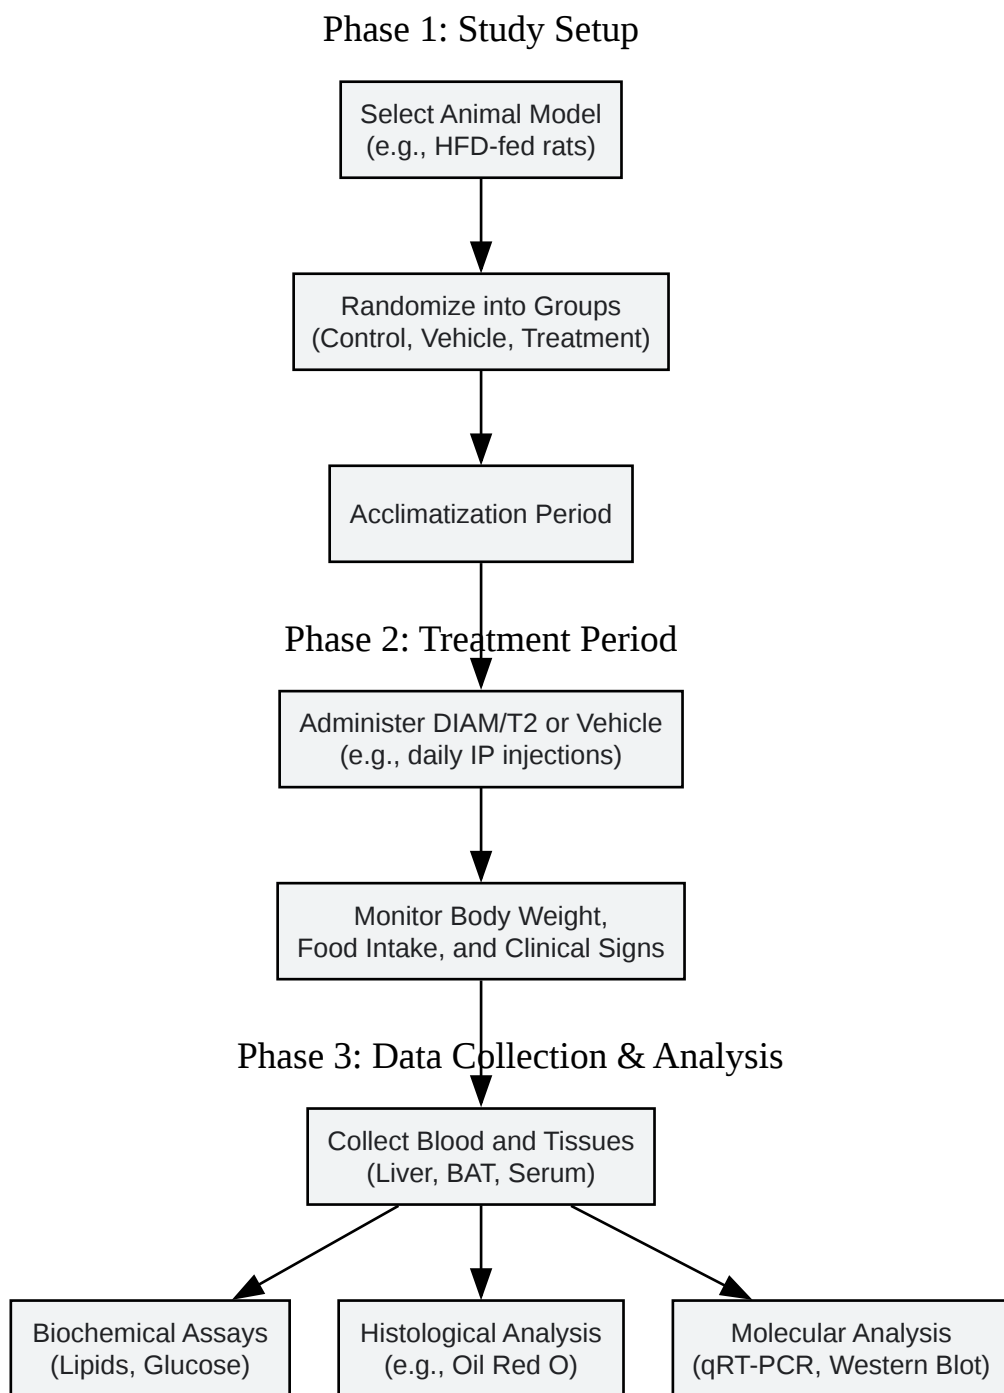 Phase 1: Study Setup
Select Animal Model
(e.g., HFD-fed rats)
Randomize into Groups
(Control, Vehicle, Treatment)
Acclimatization Period
Phase 2: Treatment Period
Administer DIAM/T2 or Vehicle
(e.g., daily IP injections)
Monitor Body Weight,
Food Intake, and Clinical Signs
Phase 3: Data Collection & Analysis
Collect Blood and Tissues
(Liver, BAT, Serum)
Biochemical Assays
(Lipids, Glucose)
Histological Analysis
(e.g., Oil Red O)
Molecular Analysis
(qRT-PCR, Western Blot)